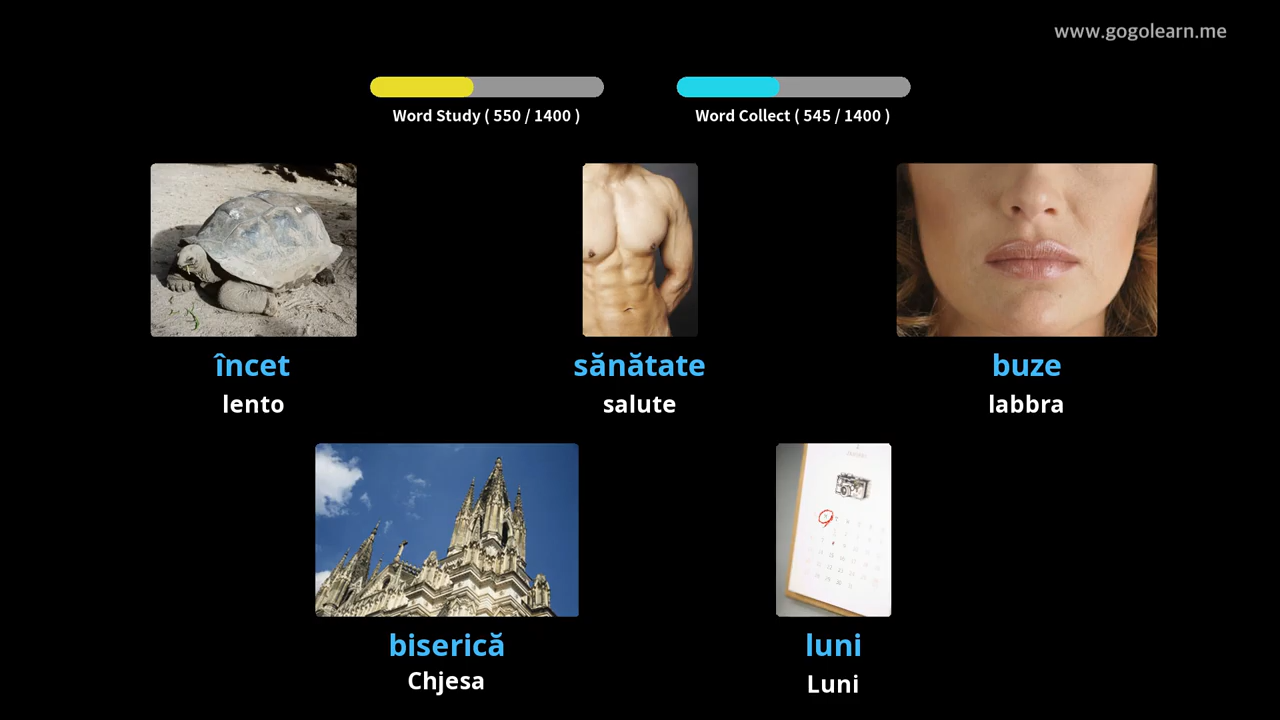 www.gogolearn.me
Word Study ( 550 / 1400 )
Word Collect ( 545 / 1400 )
încet
lento
sănătate
salute
buze
labbra
biserică
Chjesa
luni
Luni